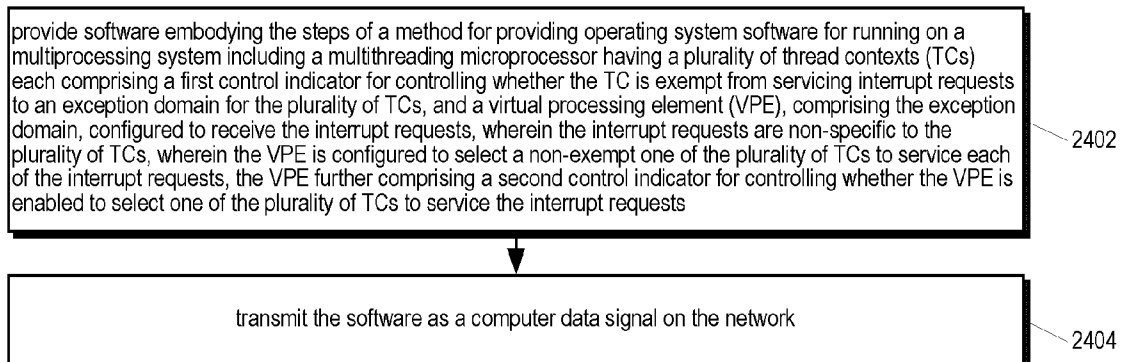 provide software embodying the steps of a method for providing operating system software for running on a
multiprocessing system including a multithreading microprocessor having a plurality of thread contexts (TCs)
each comprising a first control indicator for controlling whether the TC is exempt from servicing interrupt requests
to an exception domain for the plurality of TCs, and a virtual processing element (VPE), comprising the exception
domain, configured to receive the interrupt requests, wherein the interrupt requests are non-specific to the
plurality of TCs, wherein the VPE is configured to select a non-exempt one of the plurality of TCs to service each
of the interrupt requests, the VPE further comprising a second control indicator for controlling whether the VPE is
enabled to select one of the plurality of TCs to service the interrupt requests
2402
transmit the software as a computer data signal on the network
2404